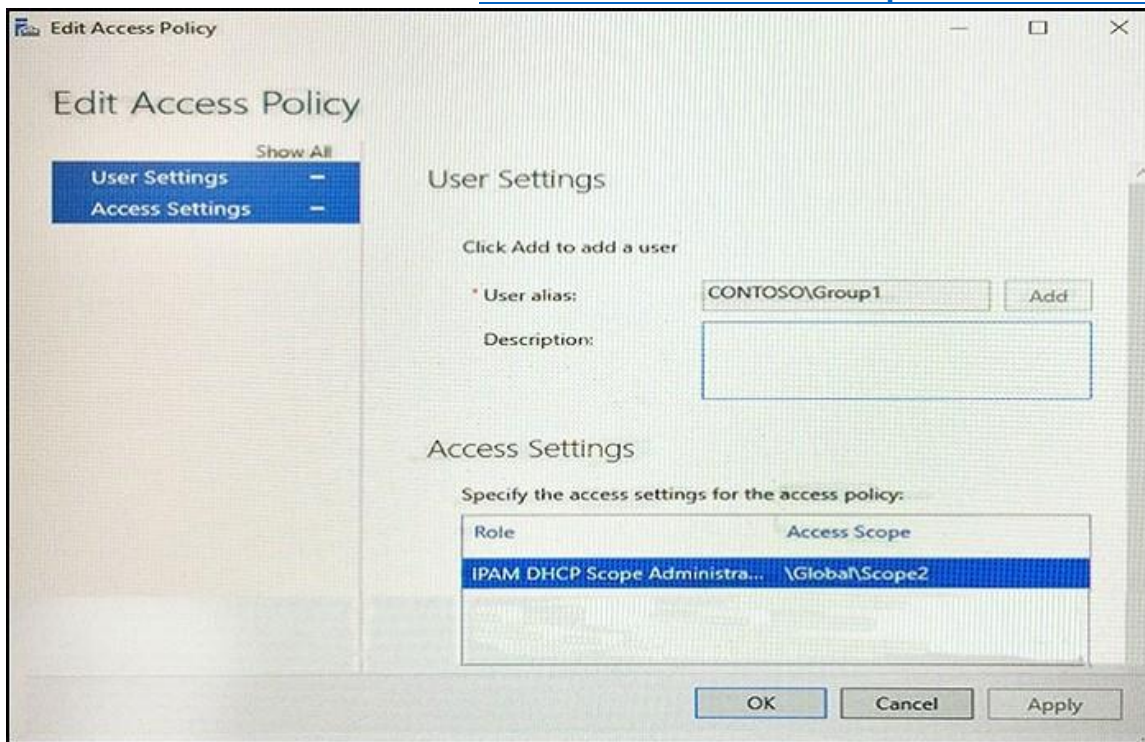 Edit Access Policy
Edit Access Policy
Show All
User Settings
Access Settings
User Settings
Click Add to add a user
* User alias: CONTOSO\Group1 Add
Description:
Access Settings
Specify the access settings for the access policy:
Role Access Scope
IPAM DHCP Scope Administra... \Global\Scope2
OK Cancel Apply